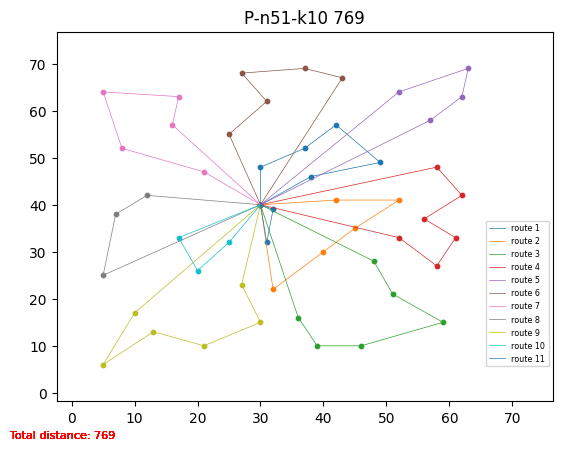 P-n51-k10 769
70
60
50
40
30
20
10
0
0 10 20 30 40 50 60 70
route 1
route 2
route 3
route 4
route 5
route 6
route 7
route 8
route 9
route 10
route 11
Total distance: 769